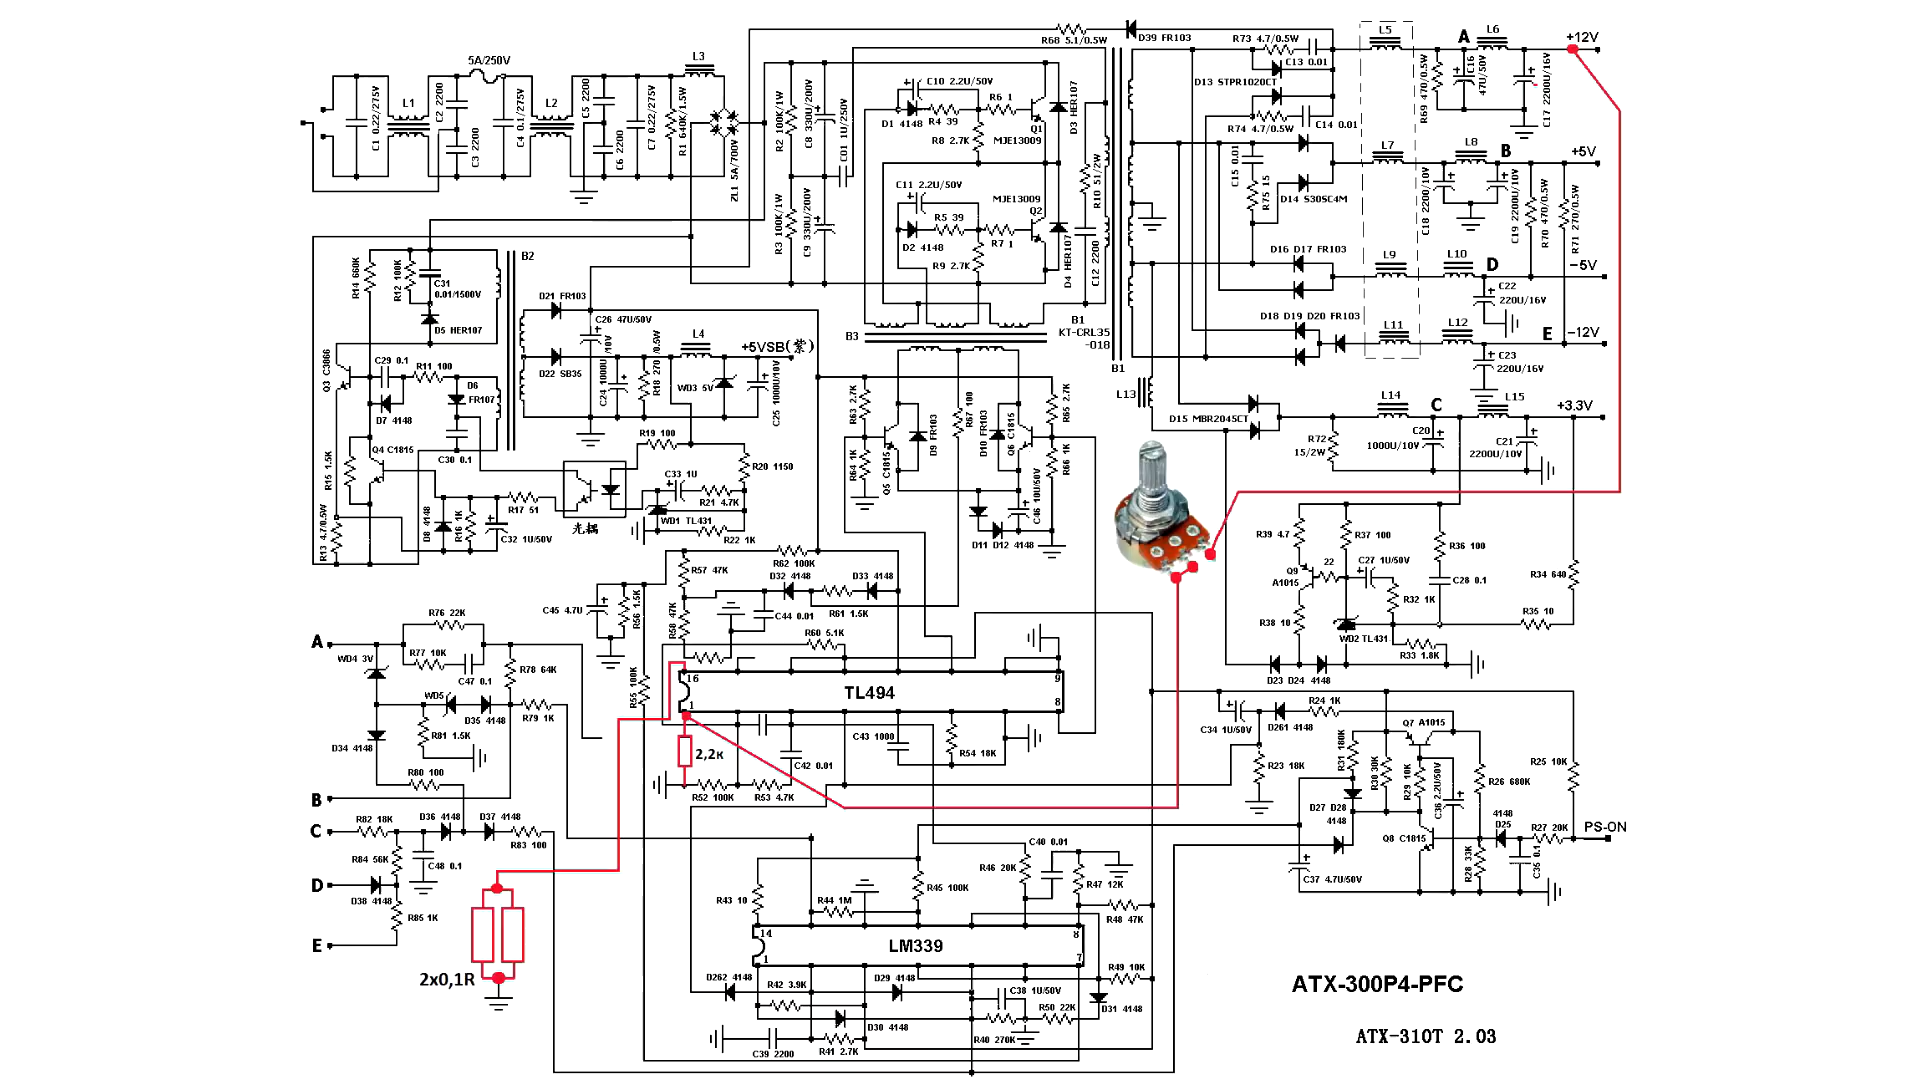 5A/250V
L3
L1
L2
C1 0.22/275V
C2 2200
C3 2200
C4 0.1/275V
C5 2200
C6 2200
C7 0.22/275V
R1 640K/1.5W
ZL1 5A/700V
R2 100K/1W
C8 330U/200V
C01 1U/250V
R3 100K/1W
C9 330U/200V
C10 2.2U/50V
D1 4148
R4 39
R6 1
R8 2.7K
Q1
MJE13009
D3 HER107
C11 2.2U/50V
D2 4148
R5 39
R7 1
R9 2.7K
MJE13009
Q2
D4 HER107
R10 51/2W
C12 2200
B3
B1
KT-CRL35
-018
B1
R68 5.1/0.5W
D39 FR103
R73 4.7/0.5W
C13 0.01
D13 STPR1020CT
R74 4.7/0.5W
C14 0.01
L5
A
L6
+12V
R69 470/0.5W
C16 47U/50V
C17 2200U/16V
C15 0.01
R75 15
D14 S30SC4M
L7
L8
B
+5V
C18 2200/10V
C19 2200U/10V
R70 470/0.5W
R71 270/0.5W
D16 D17 FR103
L9
L10
D
-5V
C22
220U/16V
D18 D19 D20 FR103
L11
L12
E
-12V
C23
220U/16V
L13
D15 MBR2045CT
L14
C
L15
+3.3V
R72
15/2W
C20
1000U/10V
C21
2200U/10V
B2
R14 660K
R12 100K
C31
0.01/1500V
D5 HER107
Q3 C3866
C29 0.1
R11 100
D7 4148
D6
FR107
Q4 C1815
C30 0.1
R15 1.5K
R13 4.7/0.5W
D8 4148
R16 1K
R17 51
C32 1U/50V
光耦
D21 FR103
C26 47U/50V
D22 SB35
C24 1000U/10V
R18 270/0.5W
L4
+5VSB(紫)
WD3 5V
C25 1000U/10V
R19 100
R20 1150
C33 1U
R21 4.7K
WD1 TL431
R22 1K
R63 2.7K
R64 1K
Q5 C1815
D9 FR103
R67 100
D10 FR103
Q6 C1815
R65 2.7K
R66 1K
C46 10U/50V
D11 D12 4148
R39 4.7
R37 100
R36 100
Q9
A1015
22
C27 1U/50V
C28 0.1
R34 640
R32 1K
R35 10
R38 10
WD2 TL431
R33 1.8K
D23 D24 4148
R57 47K
R62 100K
D32 4148
D33 4148
C45 4.7U
R56 1.5K
R58 47K
C44 0.01
R61 1.5K
R60 5.1K
R55 100K
16
TL494
9
1
8
2,2к
C43 1000
R54 18K
C42 0.01
R52 100K
R53 4.7K
A
R76 22K
WD4 3V
R77 10K
C47 0.1
R78 64K
WD5
D35 4148
R79 1K
R81 1.5K
D34 4148
R80 100
B
C
R82 18K
D36 4148
D37 4148
R83 100
R84 56K
C48 0.1
D
D38 4148
R85 1K
E
2x0,1R
R24 1K
C34 1U/50V
D261 4148
R23 18K
Q7 A1015
R31 180K
R30 30K
R29 10K
C36 2.2U/50V
R26 680K
R25 10K
D27 D28
4148
4148
D25
R27 20K
PS-ON
Q8 C1815
R28 33K
C35 0.1
C37 4.7U/50V
R43 10
R44 1M
R45 100K
R46 20K
C40 0.01
R47 12K
R48 47K
14
LM339
8
1
7
D262 4148
R42 3.9K
D29 4148
C38 1U/50V
R49 10K
R50 22K
D31 4148
D30 4148
R40 270K
C39 2200
R41 2.7K
ATX-300P4-PFC
ATX-310T 2.03